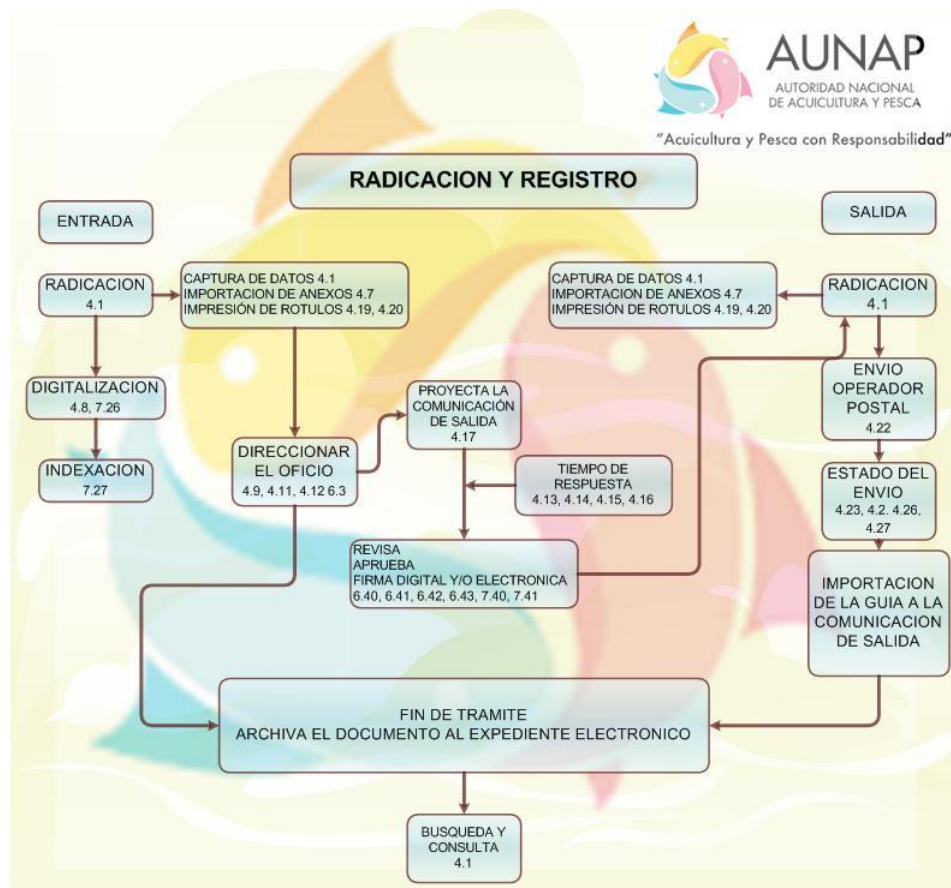 AUNAP
AUTORIDAD NACIONAL
DE ACUICULTURA Y PESCA
"Acuicultura y Pesca con Responsabilidad"
RADICACION Y REGISTRO
ENTRADA
SALIDA
RADICACION
4.1
CAPTURA DE DATOS 4.1
IMPORTACION DE ANEXOS 4.7
IMPRESIÓN DE ROTULOS 4.19, 4.20
CAPTURA DE DATOS 4.1
IMPORTACION DE ANEXOS 4.7
IMPRESIÓN DE ROTULOS 4.19, 4.20
RADICACION
4.1
DIGITALIZACION
4.8, 7.26
INDEXACION
7.27
DIRECCIONAR
EL OFICIO
4.9, 4.11, 4.12 6.3
PROYECTA LA
COMUNICACIÓN
DE SALIDA
4.17
TIEMPO DE
RESPUESTA
4.13, 4.14, 4.15, 4.16
REVISA
APRUEBA
FIRMA DIGITAL Y/O ELECTRONICA
6.40, 6.41, 6.42, 6.43, 7.40, 7.41
ENVIO
OPERADOR
POSTAL
4.22
ESTADO DEL
ENVIO
4.23, 4.2. 4.26,
4.27
IMPORTACION
DE LA GUIA A LA
COMUNICACION
DE SALIDA
FIN DE TRAMITE
ARCHIVA EL DOCUMENTO AL EXPEDIENTE ELECTRONICO
BUSQUEDA Y
CONSULTA
4.1